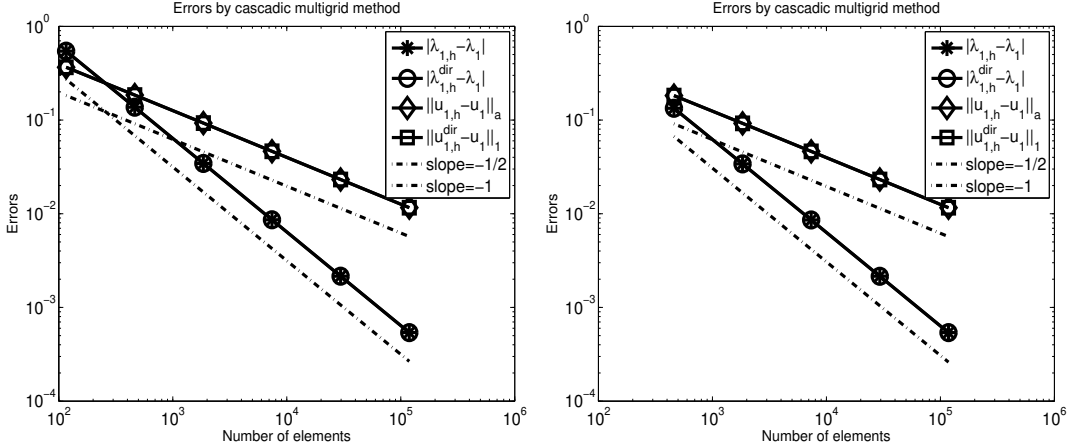 Errors by cascadic multigrid method
10^0
10^{-1}
10^{-2}
10^{-3}
10^{-4}
Errors
|λ_{1,h}−λ_1|
|λ_{1,h}^{dir}−λ_1|
||u_{1,h}−u_1||_a
||u_{1,h}^{dir}−u_1||_1
slope=−1/2
slope=−1
10^2
10^3
10^4
10^5
10^6
Number of elements
Errors by cascadic multigrid method
10^0
10^{-1}
10^{-2}
10^{-3}
10^{-4}
Errors
|λ_{1,h}−λ_1|
|λ_{1,h}^{dir}−λ_1|
||u_{1,h}−u_1||_a
||u_{1,h}^{dir}−u_1||_1
slope=−1/2
slope=−1
10^2
10^3
10^4
10^5
10^6
Number of elements